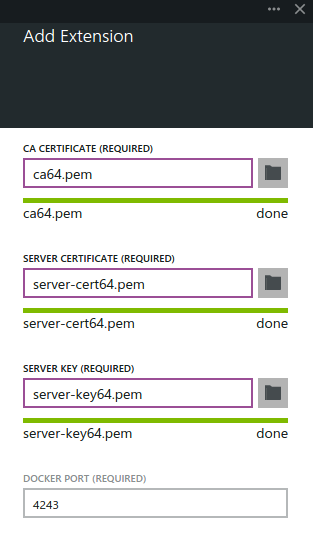 Add Extension
CA CERTIFICATE (REQUIRED)
ca64.pem
ca64.pem done
SERVER CERTIFICATE (REQUIRED)
server-cert64.pem
server-cert64.pem done
SERVER KEY (REQUIRED)
server-key64.pem
server-key64.pem done
DOCKER PORT (REQUIRED)
4243